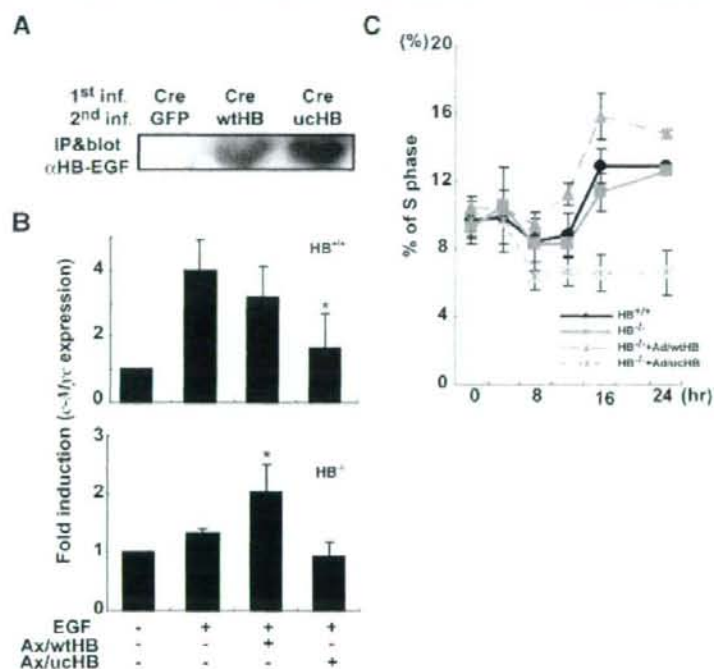 A
1st inf. Cre Cre Cre
2nd inf. GFP wtHB ucHB
IP&blot
αHB-EGF
B
Fold induction (c-Myc expression)
HB+/+
4
2
0
*
HB-/-
3
2
1
0
*
EGF - + + +
Ax/wtHB - - + -
Ax/ucHB - - - +
C
(%)
20
16
12
8
4
0
% of S phase
0 8 16 24 (hr)
HB+/+
HB-/-
HB-/-+Ad/wtHB
HB-/-+Ad/ucHB